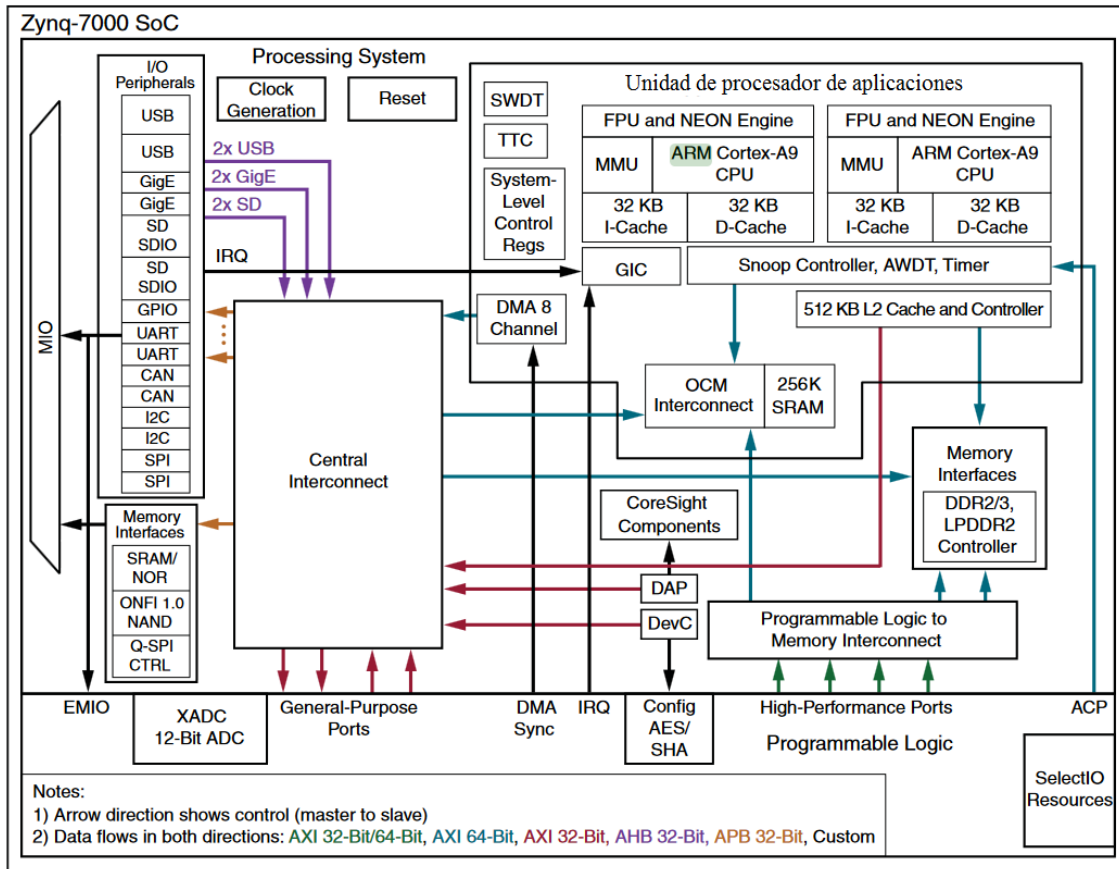 Zynq-7000 SoC
Processing System
I/O
Peripherals
USB
USB
GigE
GigE
SD
SDIO
SD
SDIO
GPIO
UART
UART
CAN
CAN
I2C
I2C
SPI
SPI
MIO
Clock
Generation
Reset
2x USB
2x GigE
2x SD
IRQ
Unidad de procesador de aplicaciones
SWDT
TTC
System-
Level
Control
Regs
FPU and NEON Engine
MMU
ARM Cortex-A9
CPU
32 KB
I-Cache
32 KB
D-Cache
FPU and NEON Engine
MMU
ARM Cortex-A9
CPU
32 KB
I-Cache
32 KB
D-Cache
GIC
Snoop Controller, AWDT, Timer
DMA 8
Channel
512 KB L2 Cache and Controller
OCM
Interconnect
256K
SRAM
Central
Interconnect
Memory
Interfaces
DDR2/3,
LPDDR2
Controller
CoreSight
Components
DAP
DevC
Programmable Logic to
Memory Interconnect
Memory
Interfaces
SRAM/
NOR
ONFI 1.0
NAND
Q-SPI
CTRL
EMIO
XADC
12-Bit ADC
General-Purpose
Ports
DMA
Sync
IRQ
Config
AES/
SHA
High-Performance Ports
ACP
Programmable Logic
SelectIO
Resources
Notes:
1) Arrow direction shows control (master to slave)
2) Data flows in both directions: AXI 32-Bit/64-Bit, AXI 64-Bit, AXI 32-Bit, AHB 32-Bit, APB 32-Bit, Custom